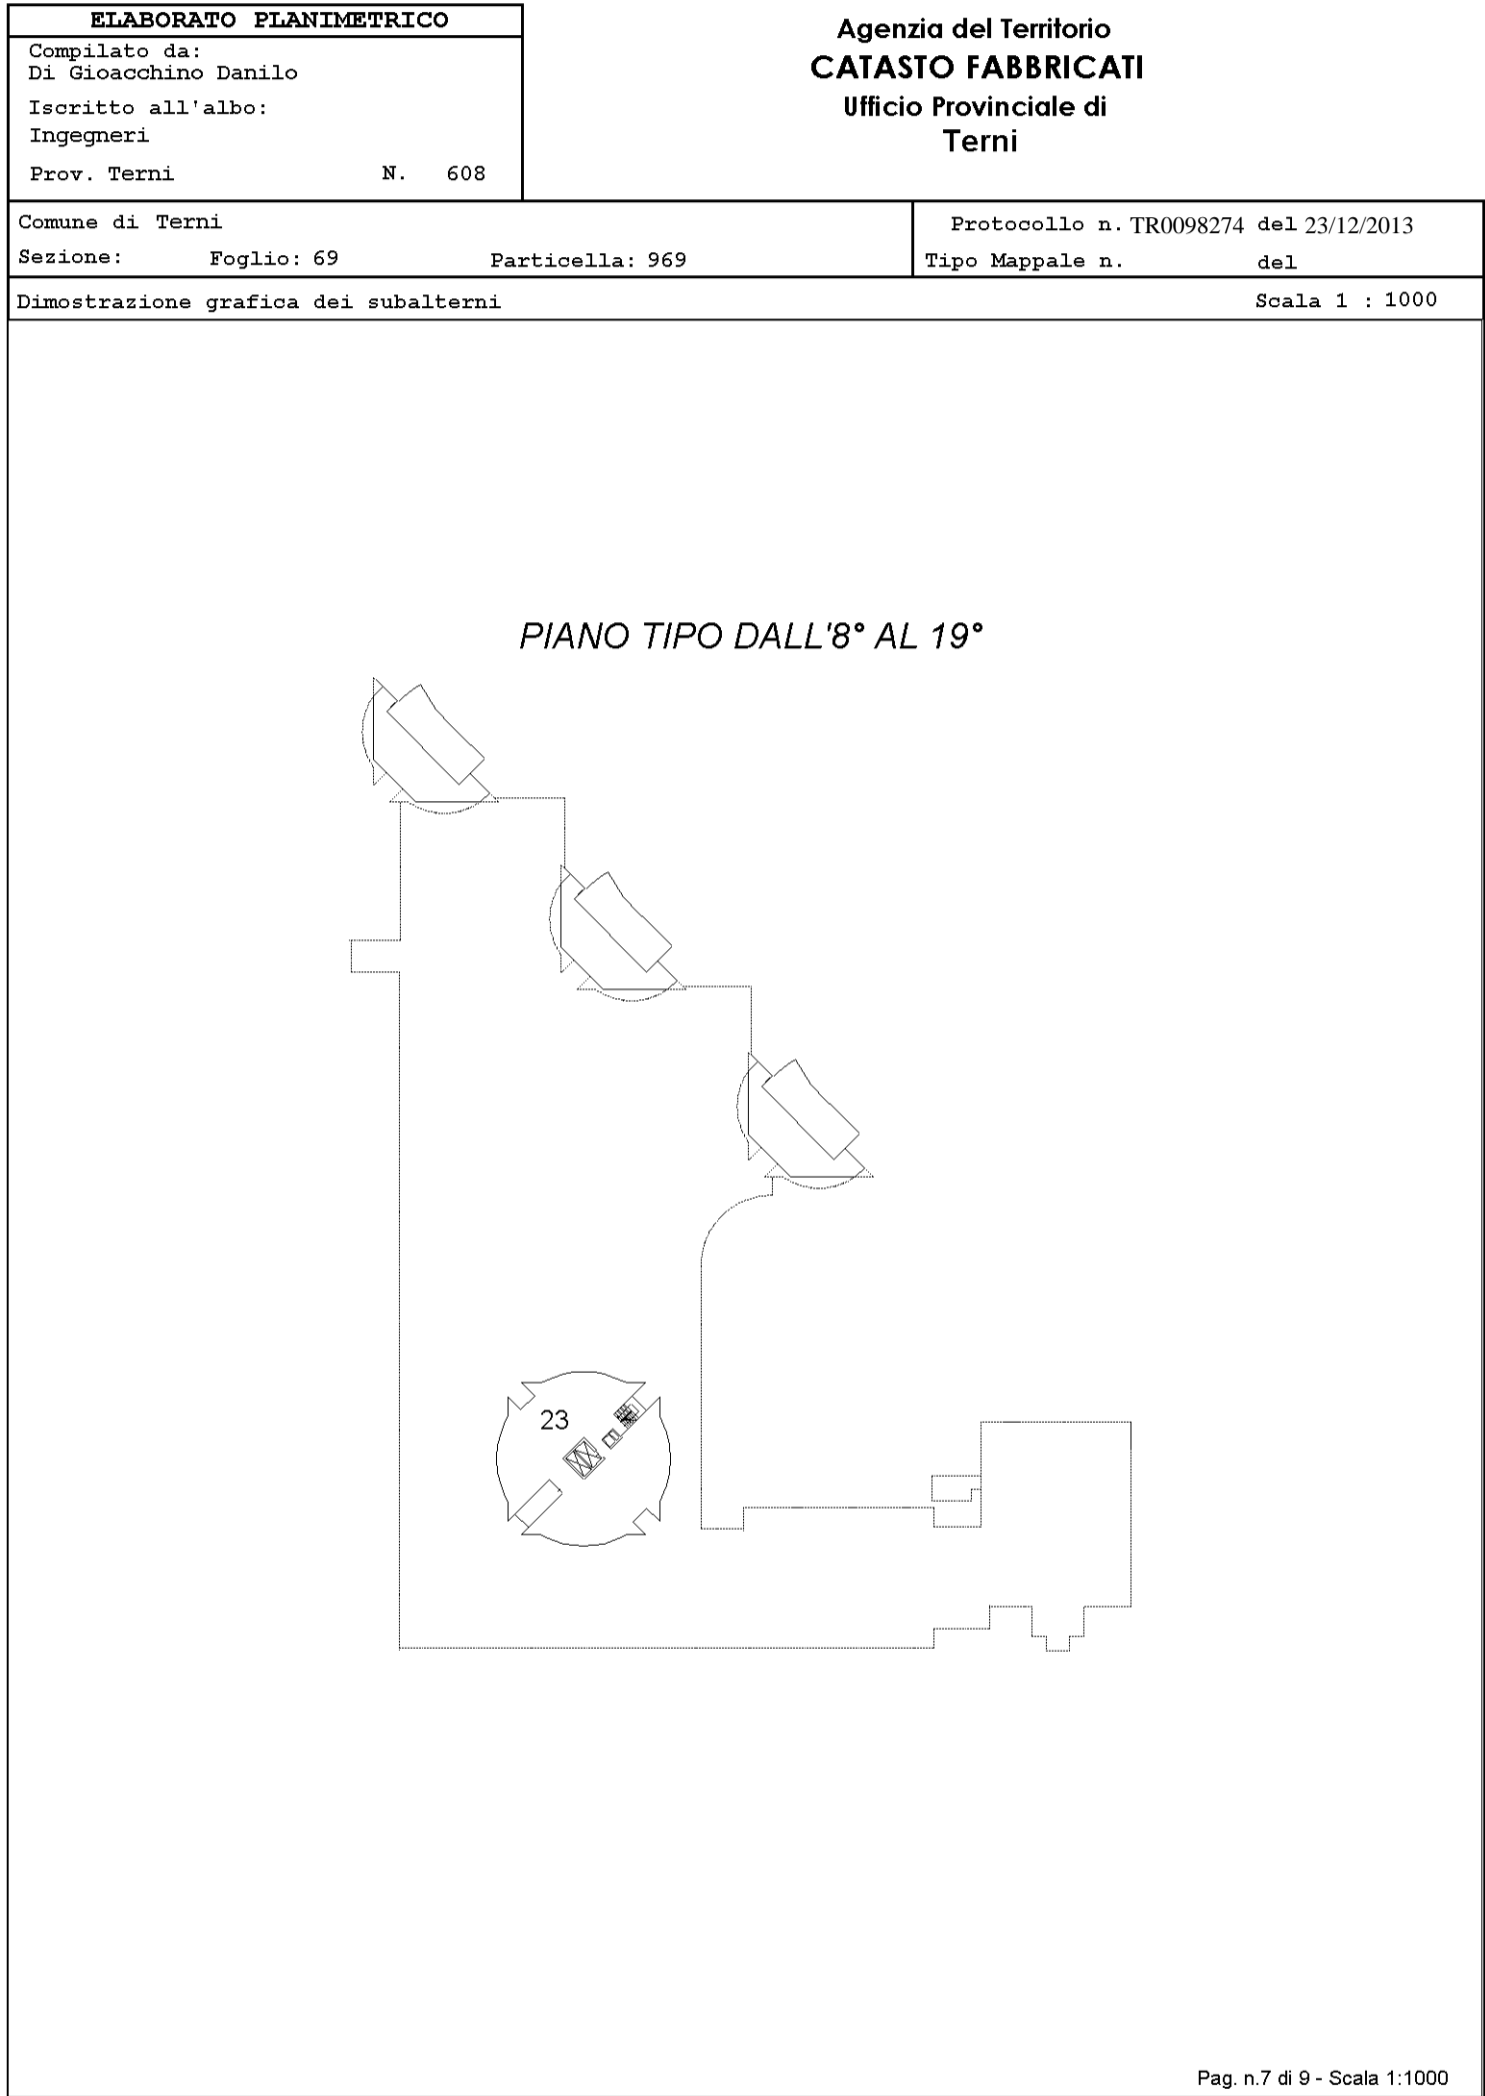 ELABORATO PLANIMETRICO
Compilato da:
Di Gioacchino Danilo
Iscritto all'albo:
Ingegneri
Prov. Terni N. 608
Agenzia del Territorio
CATASTO FABBRICATI
Ufficio Provinciale di
Terni
Comune di Terni
Sezione: Foglio: 69 Particella: 969
Protocollo n. TR0098274 del 23/12/2013
Tipo Mappale n. del
Dimostrazione grafica dei subalterni Scala 1 : 1000
PIANO TIPO DALL'8° AL 19°
23
Pag. n.7 di 9 - Scala 1:1000